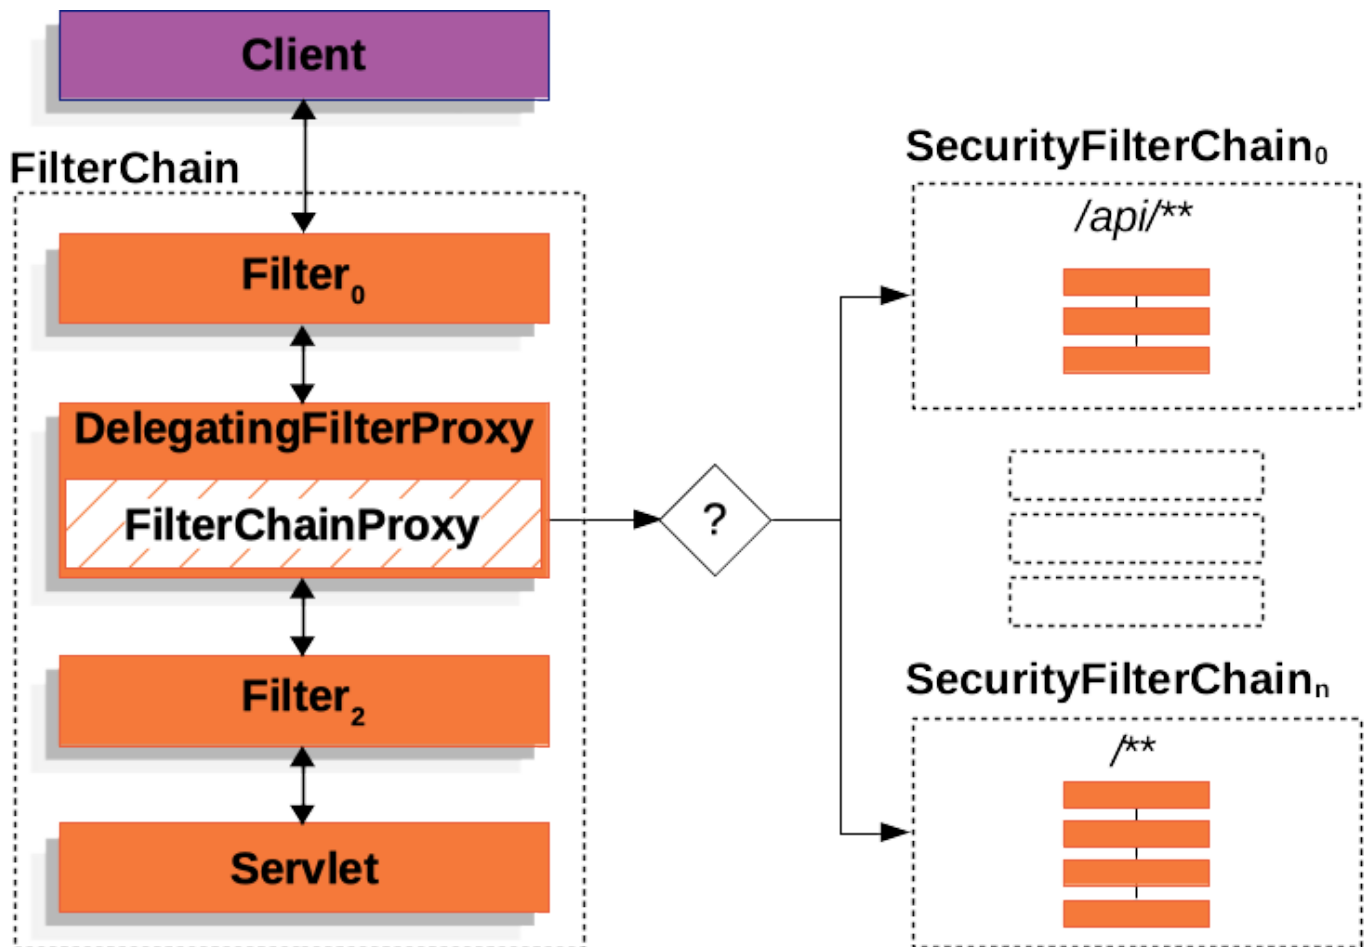 Client
FilterChain
Filter0
DelegatingFilterProxy
FilterChainProxy
Filter2
Servlet
?
SecurityFilterChain0
/api/**
SecurityFilterChainn
/**